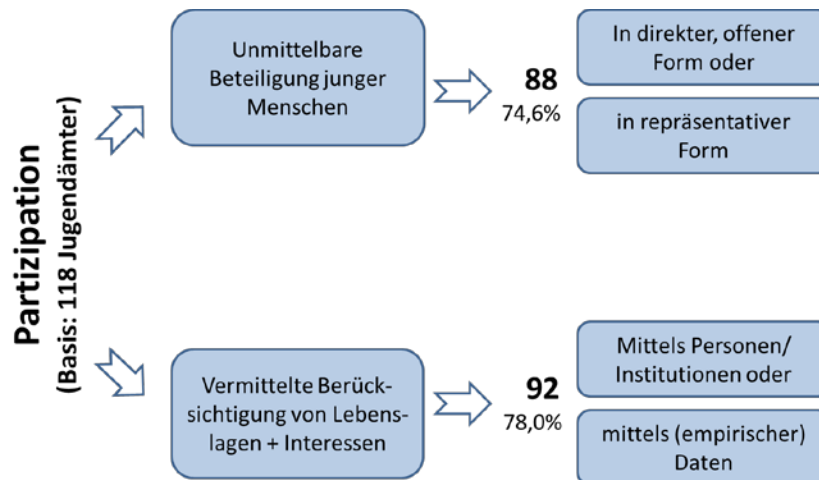 Partizipation
(Basis: 118 Jugendämter)
Unmittelbare
Beteiligung junger
Menschen
88
74,6%
In direkter, offener
Form oder
in repräsentativer
Form
Vermittelte Berück-
sichtigung von Lebens-
lagen + Interessen
92
78,0%
Mittels Personen/
Institutionen oder
mittels (empirischer)
Daten